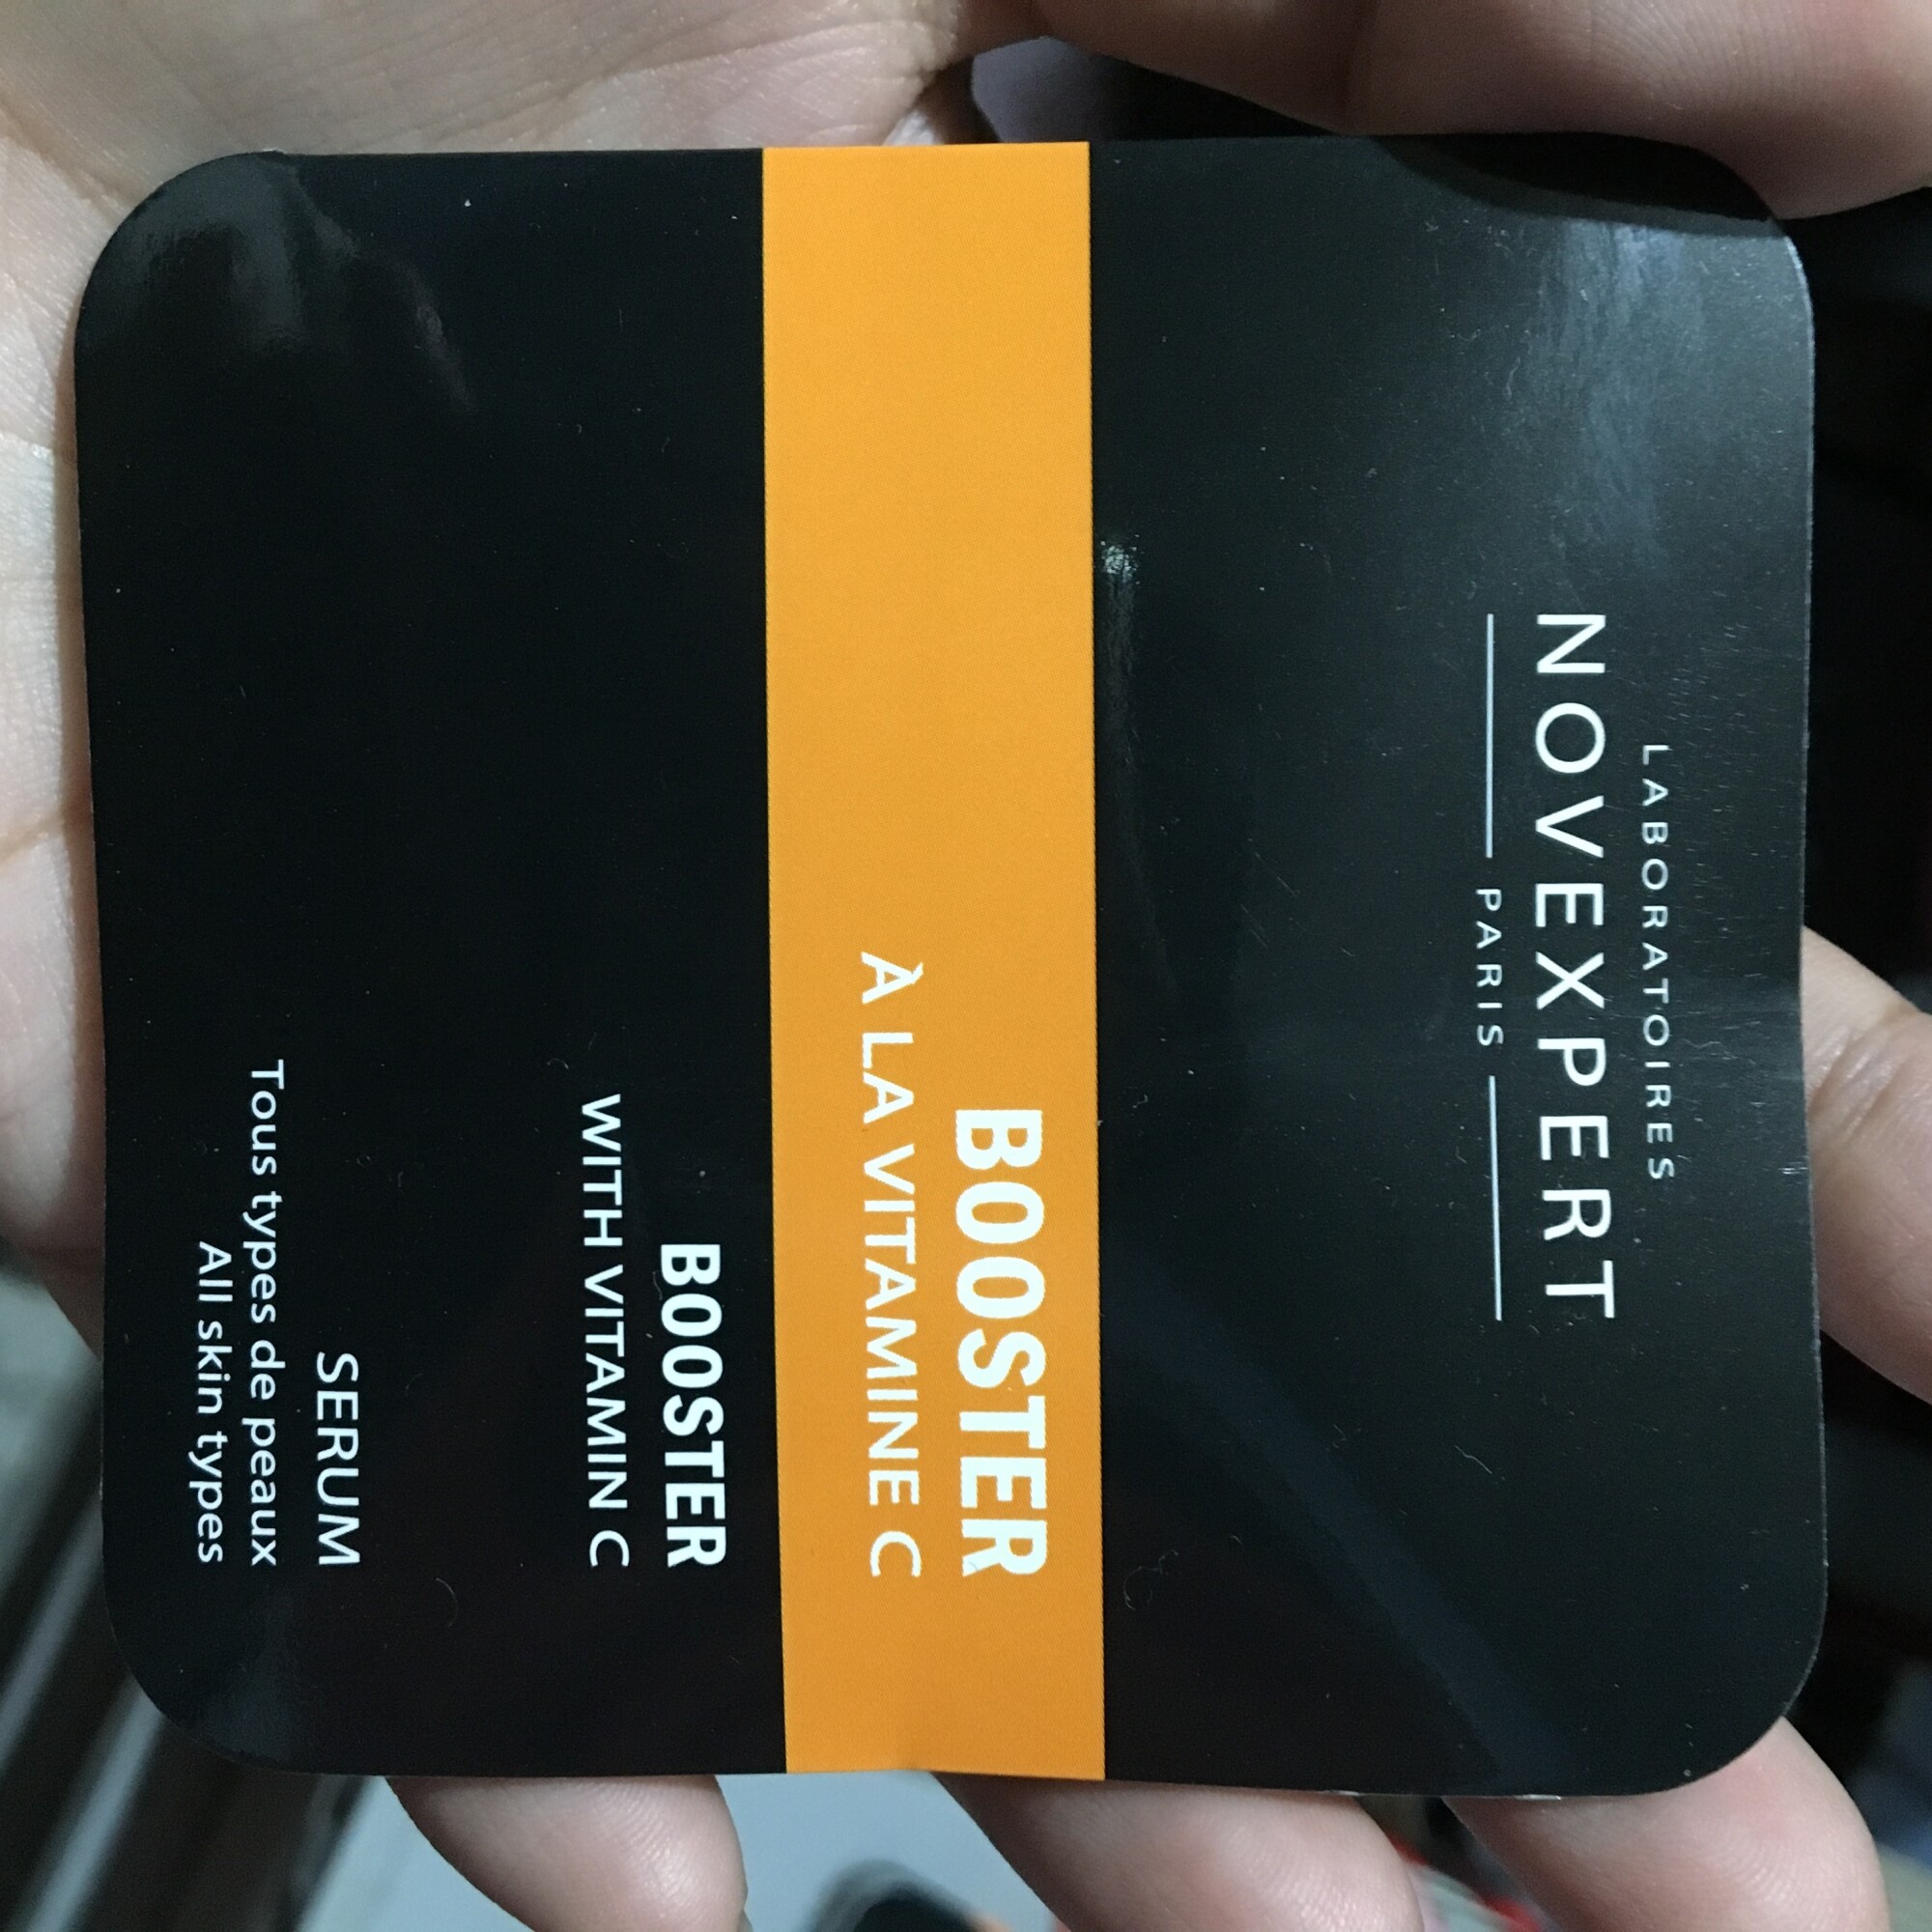 LABORATOIRES
NOVEXPERT
PARIS
BOOSTER
À LA VITAMINE C
BOOSTER
WITH VITAMIN C
SERUM
Tous types de peaux
All skin types